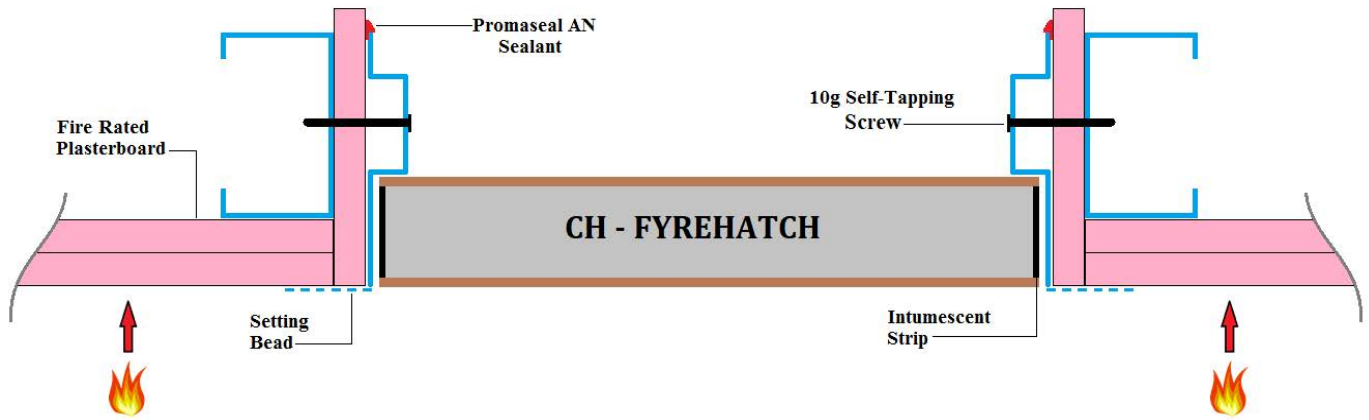 Promaseal AN
Sealant
10g Self-Tapping
Screw
Fire Rated
Plasterboard
CH - FYREHATCH
Setting
Bead
Intumescent
Strip